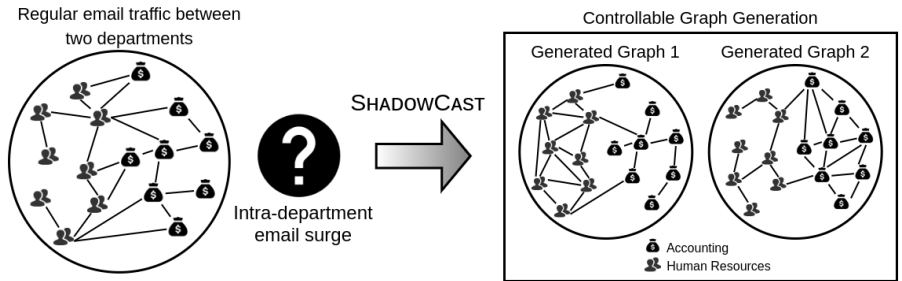 Regular email traffic between
two departments
?
Intra-department
email surge
SHADOWCAST
Controllable Graph Generation
Generated Graph 1
Generated Graph 2
$ Accounting
Human Resources